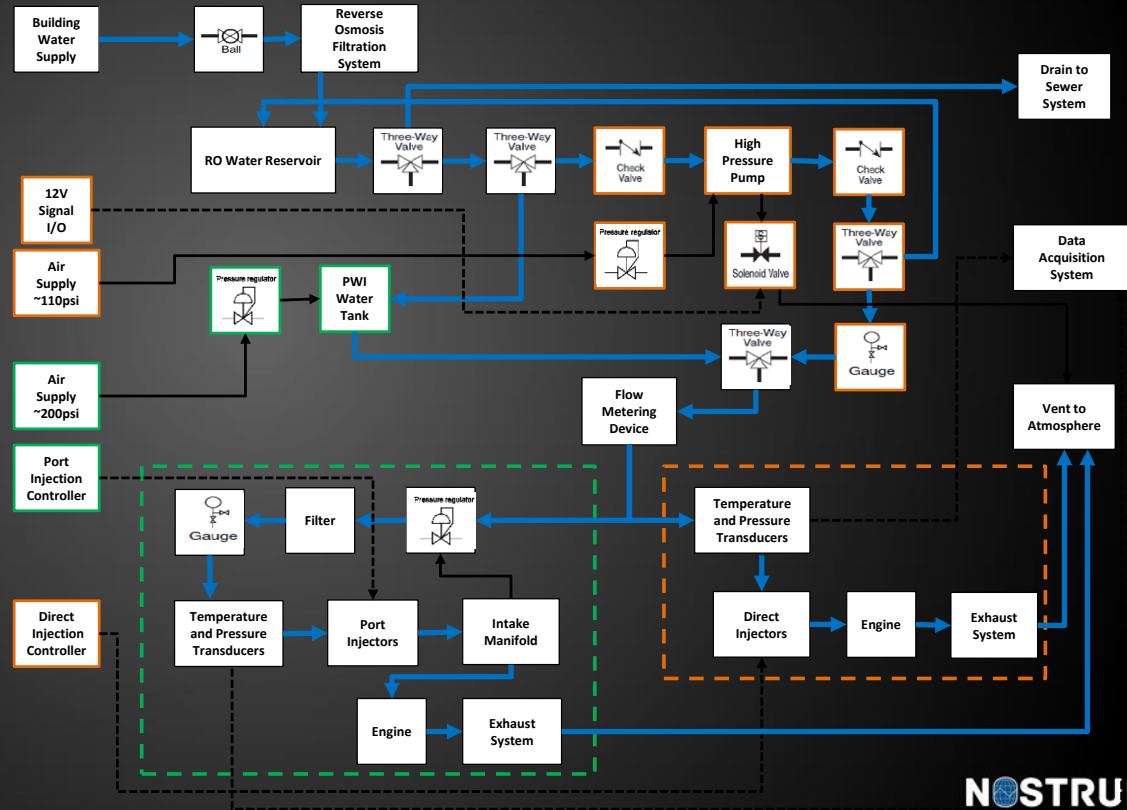 Building
Water
Supply
Ball
Reverse
Osmosis
Filtration
System
Drain to
Sewer
System
RO Water Reservoir
Three-Way
Valve
Three-Way
Valve
Check
Valve
High
Pressure
Pump
Check
Valve
12V
Signal
I/O
Air
Supply
~110psi
Pressure regulator
S
Solenoid Valve
Three-Way
Valve
Data
Acquisition
System
Pressure regulator
PWI
Water
Tank
Three-Way
Valve
Gauge
Air
Supply
~200psi
Flow
Metering
Device
Vent to
Atmosphere
Port
Injection
Controller
Gauge
Filter
Pressure regulator
Temperature
and Pressure
Transducers
Direct
Injection
Controller
Temperature
and Pressure
Transducers
Port
Injectors
Intake
Manifold
Direct
Injectors
Engine
Exhaust
System
Engine
Exhaust
System
NOSTRU